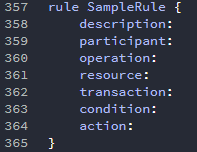 357 rule SampleRule {
358     description:
359     participant:
360     operation:
361     resource:
362     transaction:
363     condition:
364     action:
365 }